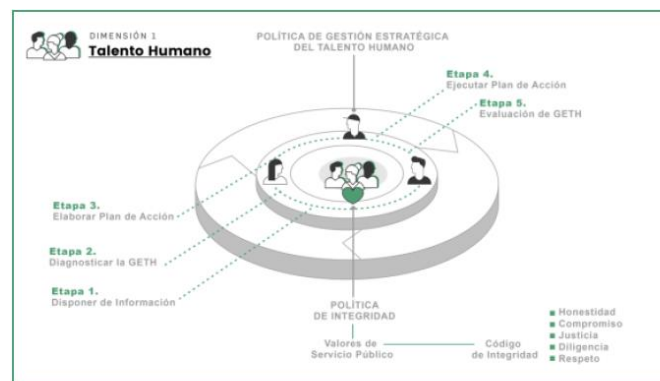 DIMENSIÓN 1
Talento Humano
POLÍTICA DE GESTIÓN ESTRATÉGICA
DEL TALENTO HUMANO
Etapa 4.
Ejecutar Plan de Acción
Etapa 5.
Evaluación de GETH
Etapa 3.
Elaborar Plan de Acción
Etapa 2.
Diagnosticar la GETH
Etapa 1.
Disponer de Información
POLÍTICA
DE INTEGRIDAD
Valores de
Servicio Público
Código
de Integridad
Honestidad
Compromiso
Justicia
Diligencia
Respeto